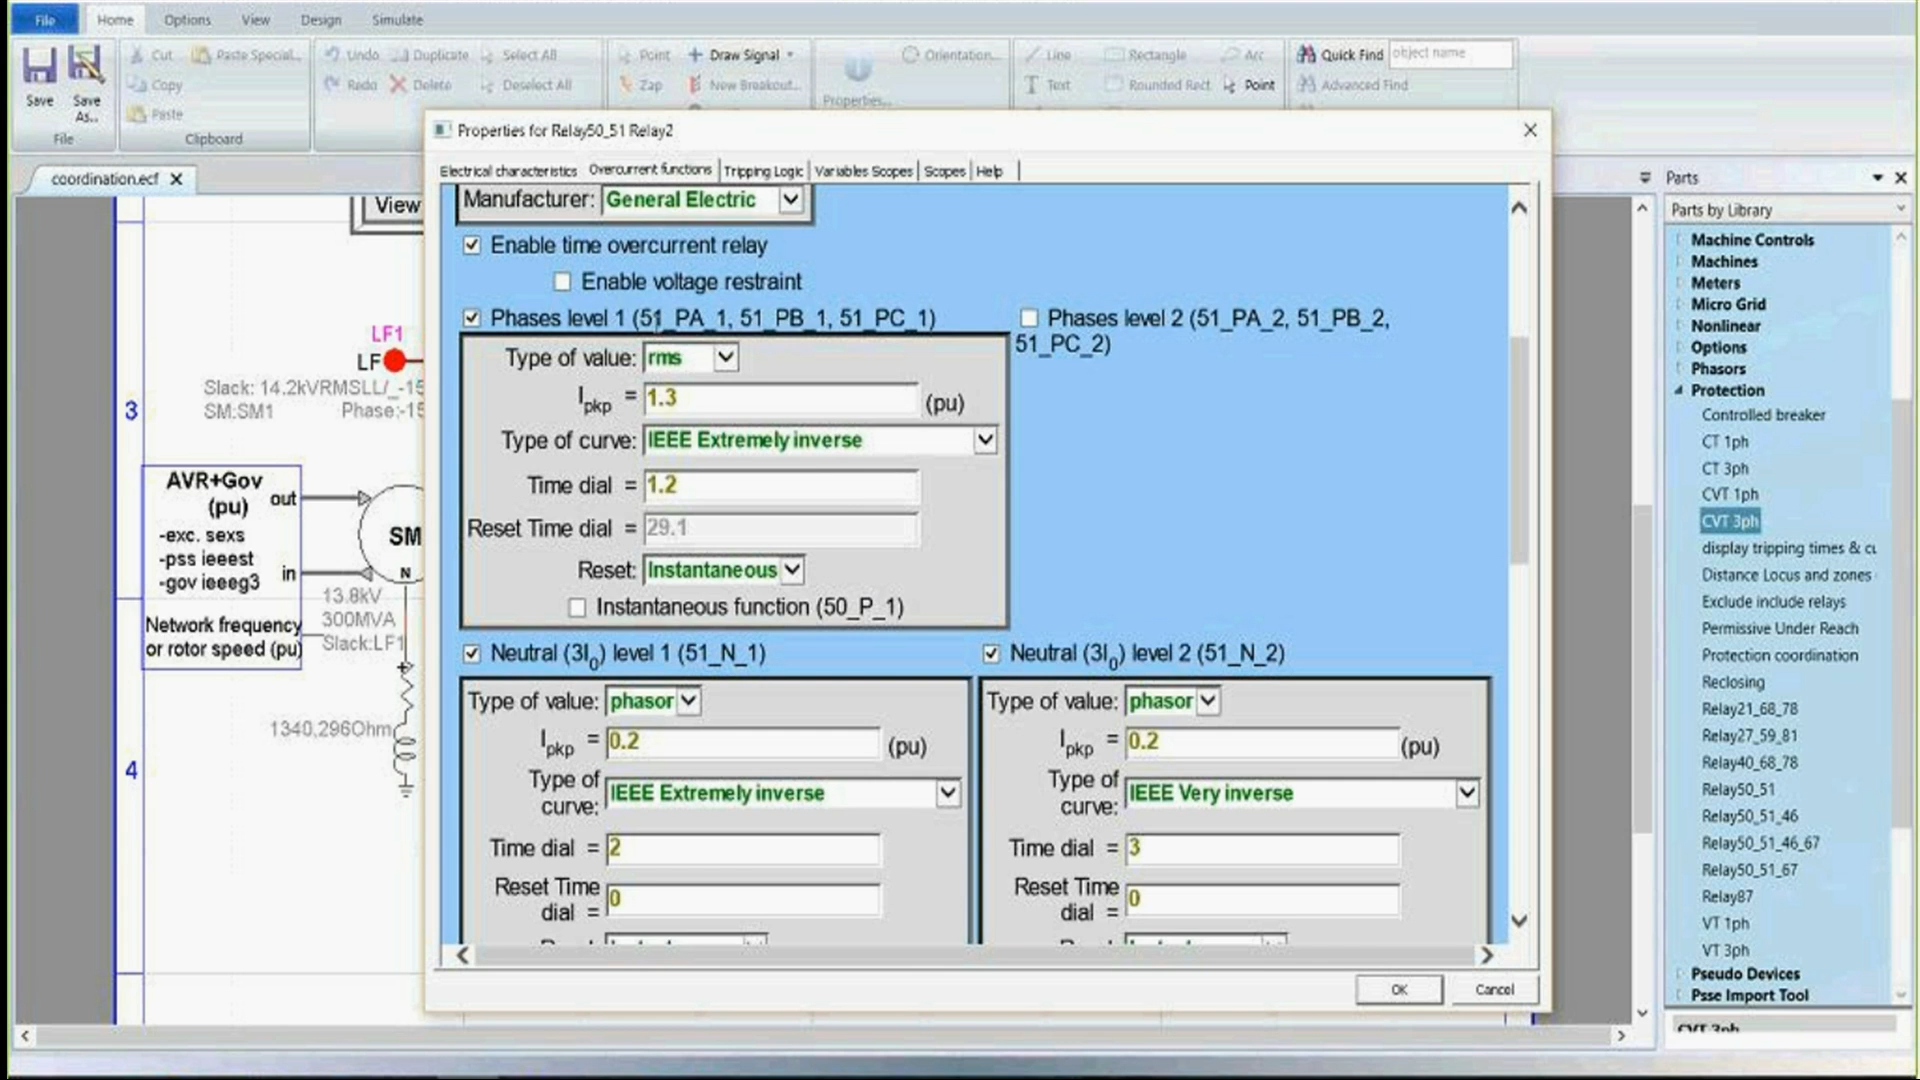 File Home Options View Design Simulate
Cut Paste Special... Undo Duplicate Select All Point Draw Signal Orientation... Line Rectangle Arc Quick Find object name
Save Save As... Copy Redo Delete Deselect All Zap New Breakout... Properties... Text Rounded Rect Point Advanced Find
Paste
File Clipboard
coordination.ecf
View
LF1
LF
Slack: 14.2kVRMSLL/_-15
SM:SM1 Phase:-15
3
AVR+Gov
(pu)
out
-exc. sexs
-pss ieeest
-gov ieeeg3
in
Network frequency
or rotor speed (pu)
SM
N
13.8kV
300MVA
Slack:LF1
1340,296Ohm
4
Properties for Relay50_51 Relay2
Electrical characteristics Overcurrent functions Tripping Logic Variables Scopes Scopes Help
Manufacturer: General Electric
Enable time overcurrent relay
Enable voltage restraint
Phases level 1 (51_PA_1, 51_PB_1, 51_PC_1)
Type of value: rms
Ipkp = 1.3 (pu)
Type of curve: IEEE Extremely inverse
Time dial = 1.2
Reset Time dial = 29.1
Reset: Instantaneous
Instantaneous function (50_P_1)
Phases level 2 (51_PA_2, 51_PB_2,
51_PC_2)
Neutral (3I0) level 1 (51_N_1)
Type of value: phasor
Ipkp = 0.2 (pu)
Type of
curve: IEEE Extremely inverse
Time dial = 2
Reset Time
dial = 0
Neutral (3I0) level 2 (51_N_2)
Type of value: phasor
Ipkp = 0.2 (pu)
Type of
curve: IEEE Very inverse
Time dial = 3
Reset Time
dial = 0
OK Cancel
Parts
Parts by Library
Machine Controls
Machines
Meters
Micro Grid
Nonlinear
Options
Phasors
Protection
Controlled breaker
CT 1ph
CT 3ph
CVT 1ph
CVT 3ph
display tripping times & cu
Distance Locus and zones
Exclude include relays
Permissive Under Reach
Protection coordination
Reclosing
Relay21_68_78
Relay27_59_81
Relay40_68_78
Relay50_51
Relay50_51_46
Relay50_51_46_67
Relay50_51_67
Relay87
VT 1ph
VT 3ph
Pseudo Devices
Psse Import Tool
CVT 3ph